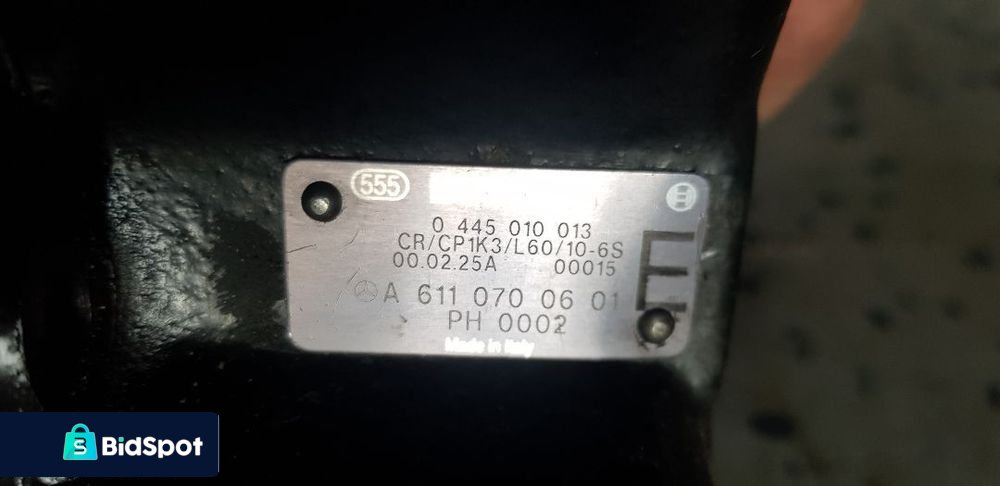 555
0 445 010 013
CR/CP1K3/L60/10-6S
00.02.25A 00015
A 611 070 06 01
PH 0002
Made in Italy
E
BidSpot